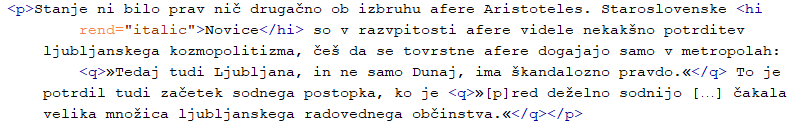 <p>Stanje ni bilo prav nič drugačno ob izbruhu afere Aristoteles. Staroslovenske <hi
rend="italic">Novice</hi> so v razvpitosti afere videle nekakšno potrditev
ljubljanskega kozmopolitizma, češ da se tovrstne afere dogajajo samo v metropolah:
<q>»Tedaj tudi Ljubljana, in ne samo Dunaj, ima škandalozno pravdo.«</q> To je
potrdil tudi začetek sodnega postopka, ko je <q>»[p]red deželno sodnijo […] čakala
velika množica ljubljanskega radovednega občinstva.«</q></p>